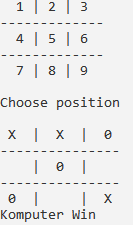 1 | 2 | 3
-------------
4 | 5 | 6
-------------
7 | 8 | 9
Choose position
X | X | 0
-------------
| 0 |
-------------
0 | | X
Komputer Win